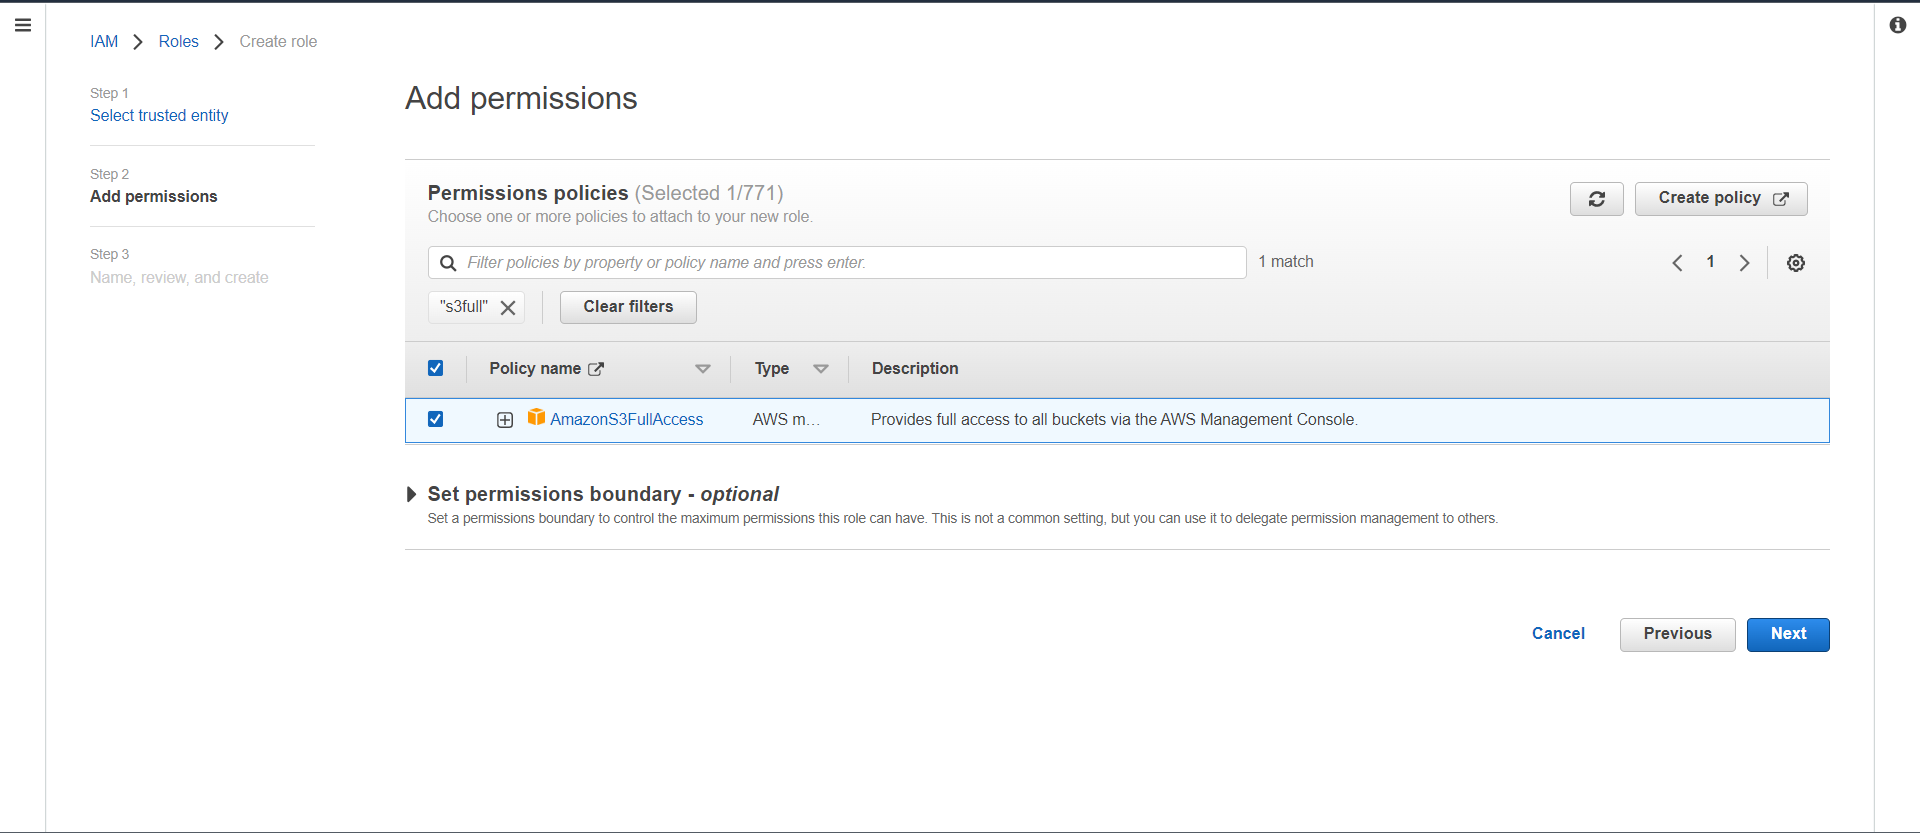 IAM > Roles > Create role
Step 1
Select trusted entity
Step 2
Add permissions
Step 3
Name, review, and create
Add permissions
Permissions policies (Selected 1/771)
Choose one or more policies to attach to your new role.
Create policy
Filter policies by property or policy name and press enter.
1 match
1
"s3full"
Clear filters
Policy name Type Description
AmazonS3FullAccess AWS m... Provides full access to all buckets via the AWS Management Console.
Set permissions boundary - optional
Set a permissions boundary to control the maximum permissions this role can have. This is not a common setting, but you can use it to delegate permission management to others.
Cancel Previous Next